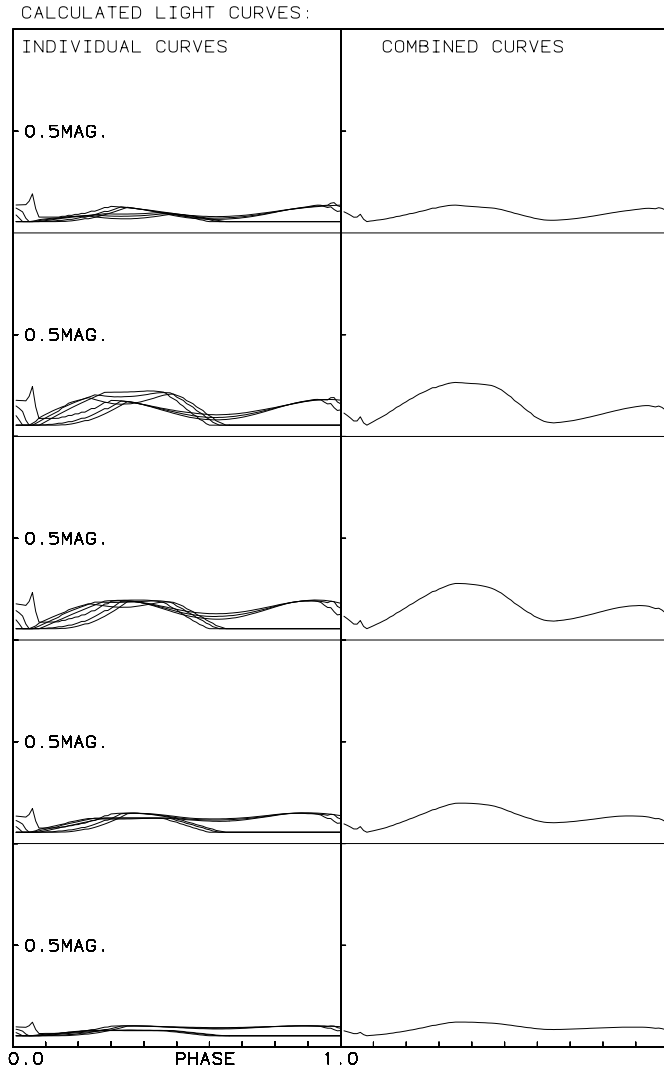 CALCULATED LIGHT CURVES:
INDIVIDUAL CURVES
COMBINED CURVES
0.5MAG.
0.5MAG.
0.5MAG.
0.5MAG.
0.5MAG.
0.0 PHASE 1.0